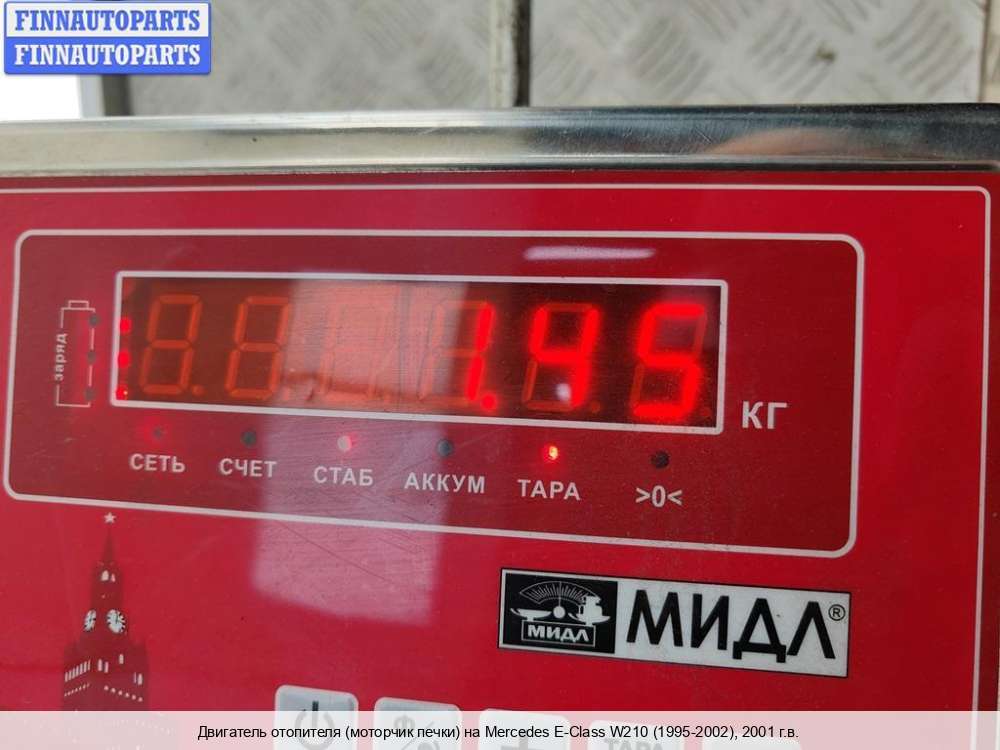 FINNAUTOPARTS
FINNAUTOPARTS
заряд
1.45
КГ
СЕТЬ СЧЕТ СТАБ АККУМ ТАРА >0<
МИДЛ МИДЛ®
ТАРА
Двигатель отопителя (моторчик печки) на Mercedes E-Class W210 (1995-2002), 2001 г.в.